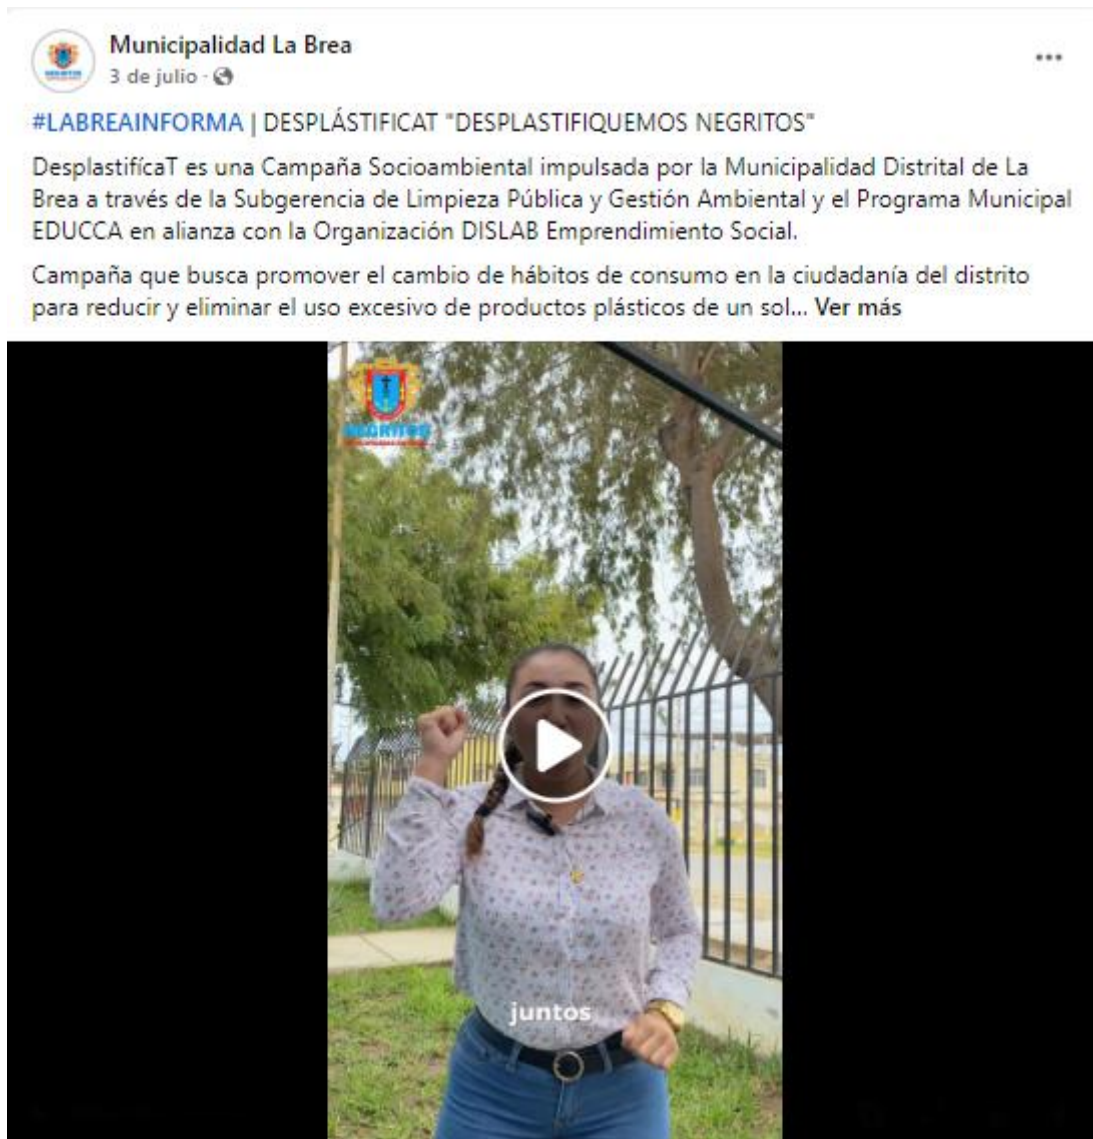 Municipalidad La Brea
3 de julio ·
#LABREAINFORMA | DESPLÁSTIFICAT "DESPLASTIFIQUEMOS NEGRITOS"
DesplastifícaT es una Campaña Socioambiental impulsada por la Municipalidad Distrital de La
Brea a través de la Subgerencia de Limpieza Pública y Gestión Ambiental y el Programa Municipal
EDUCCA en alianza con la Organización DISLAB Emprendimiento Social.
Campaña que busca promover el cambio de hábitos de consumo en la ciudadanía del distrito
para reducir y eliminar el uso excesivo de productos plásticos de un sol... Ver más
NEGRITOS
juntos